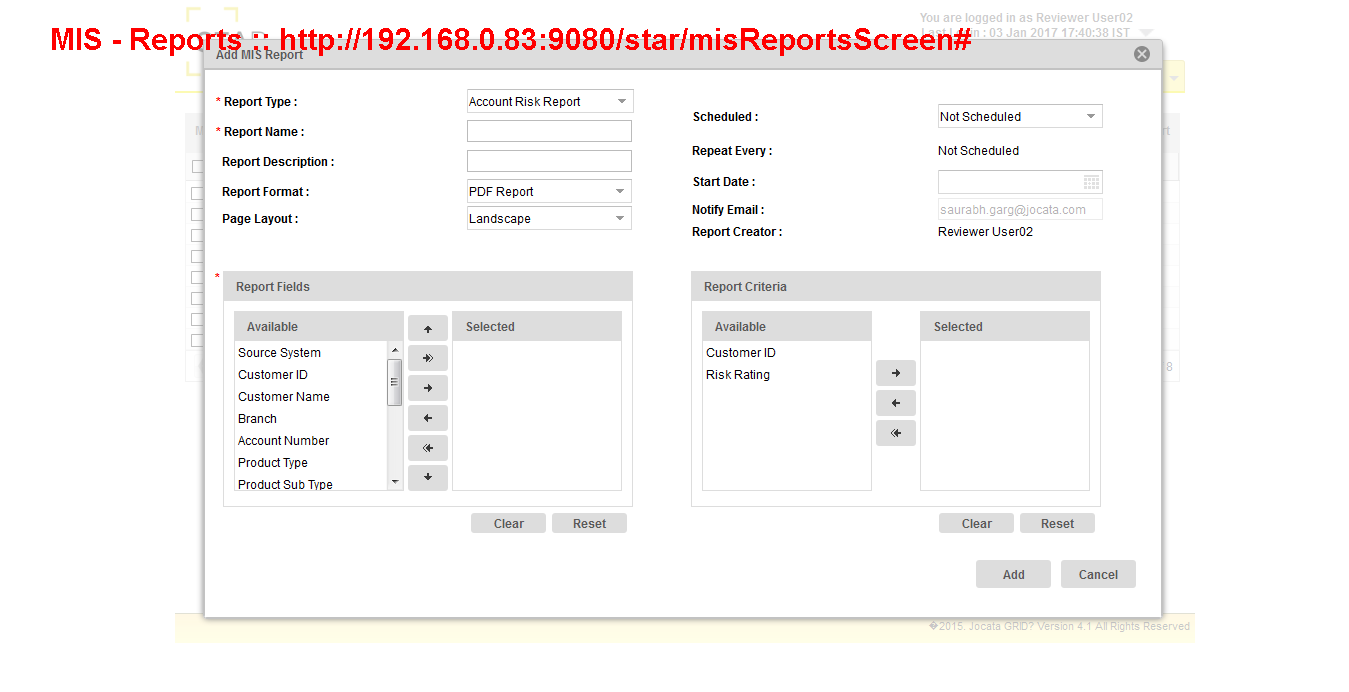 You are logged in as Reviewer User02
Last Login : 03 Jan 2017 17:40:38 IST
MIS - Reports :: http://192.168.0.83:9080/star/misReportsScreen#
Add MIS Report
* Report Type :
Account Risk Report
* Report Name :
Report Description :
Report Format :
PDF Report
Page Layout :
Landscape
Scheduled :
Not Scheduled
Repeat Every :
Not Scheduled
Start Date :
Notify Email :
saurabh.garg@jocata.com
Report Creator :
Reviewer User02
*
Report Fields
Available
Selected
Source System
Customer ID
Customer Name
Branch
Account Number
Product Type
Product Sub Type
Clear
Reset
Report Criteria
Available
Selected
Customer ID
Risk Rating
Clear
Reset
Add
Cancel
�2015. Jocata GRID? Version 4.1 All Rights Reserved